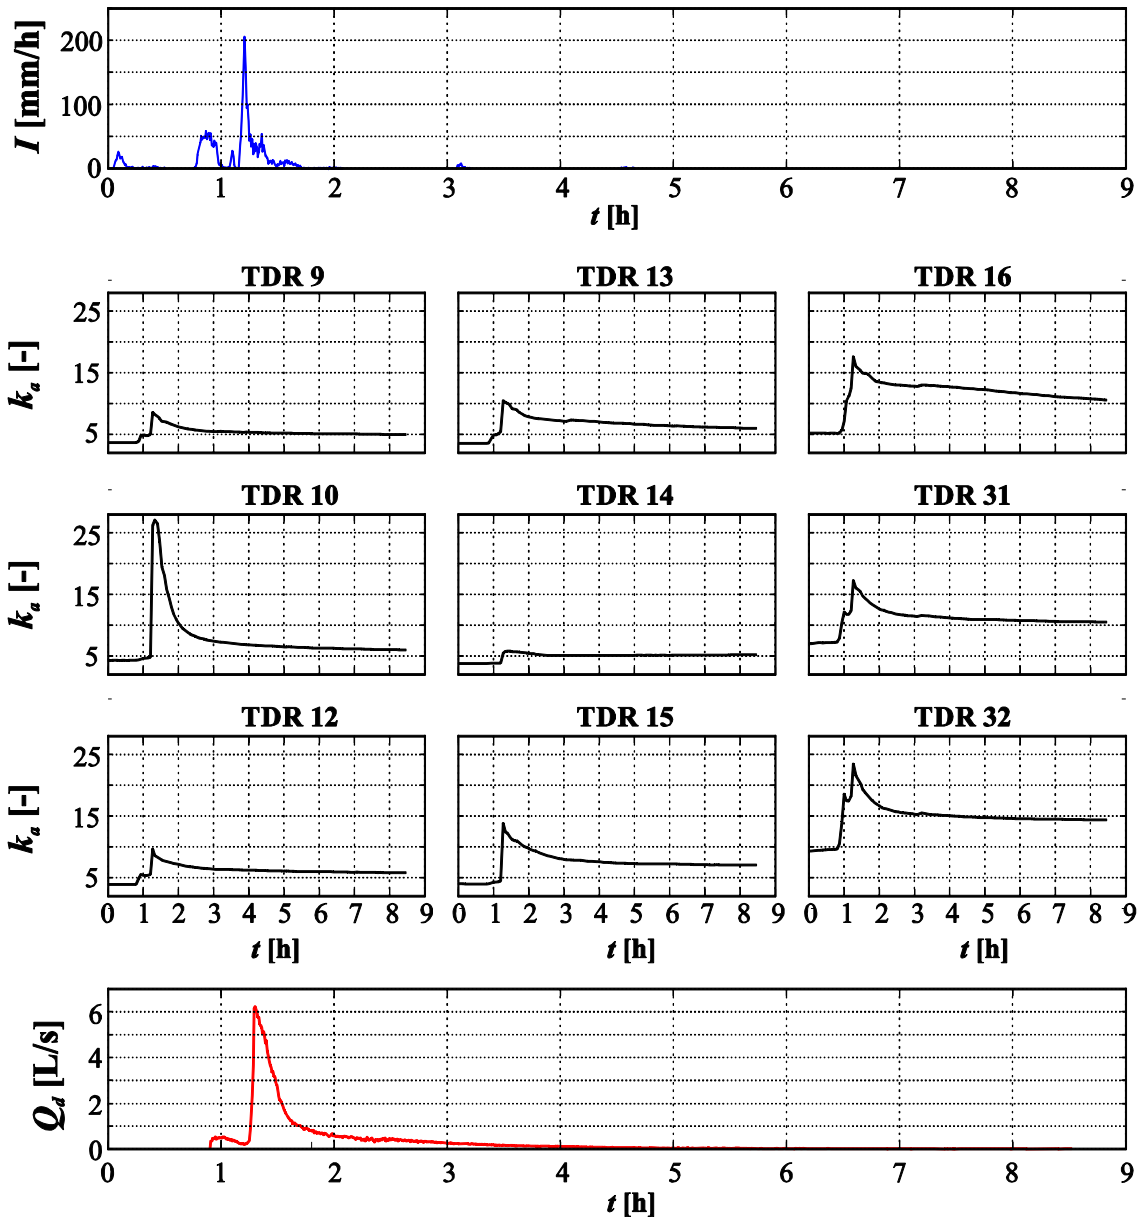 I [mm/h]
200
100
0
0 1 2 3 4 5 6 7 8 9
t [h]
TDR 9 TDR 13 TDR 16
k_a [-]
25
15
5
TDR 10 TDR 14 TDR 31
k_a [-]
25
15
5
TDR 12 TDR 15 TDR 32
k_a [-]
25
15
5
0 1 2 3 4 5 6 7 8 9 0 1 2 3 4 5 6 7 8 9 0 1 2 3 4 5 6 7 8 9
t [h] t [h] t [h]
Q_d [L/s]
6
4
2
0
0 1 2 3 4 5 6 7 8 9
t [h]